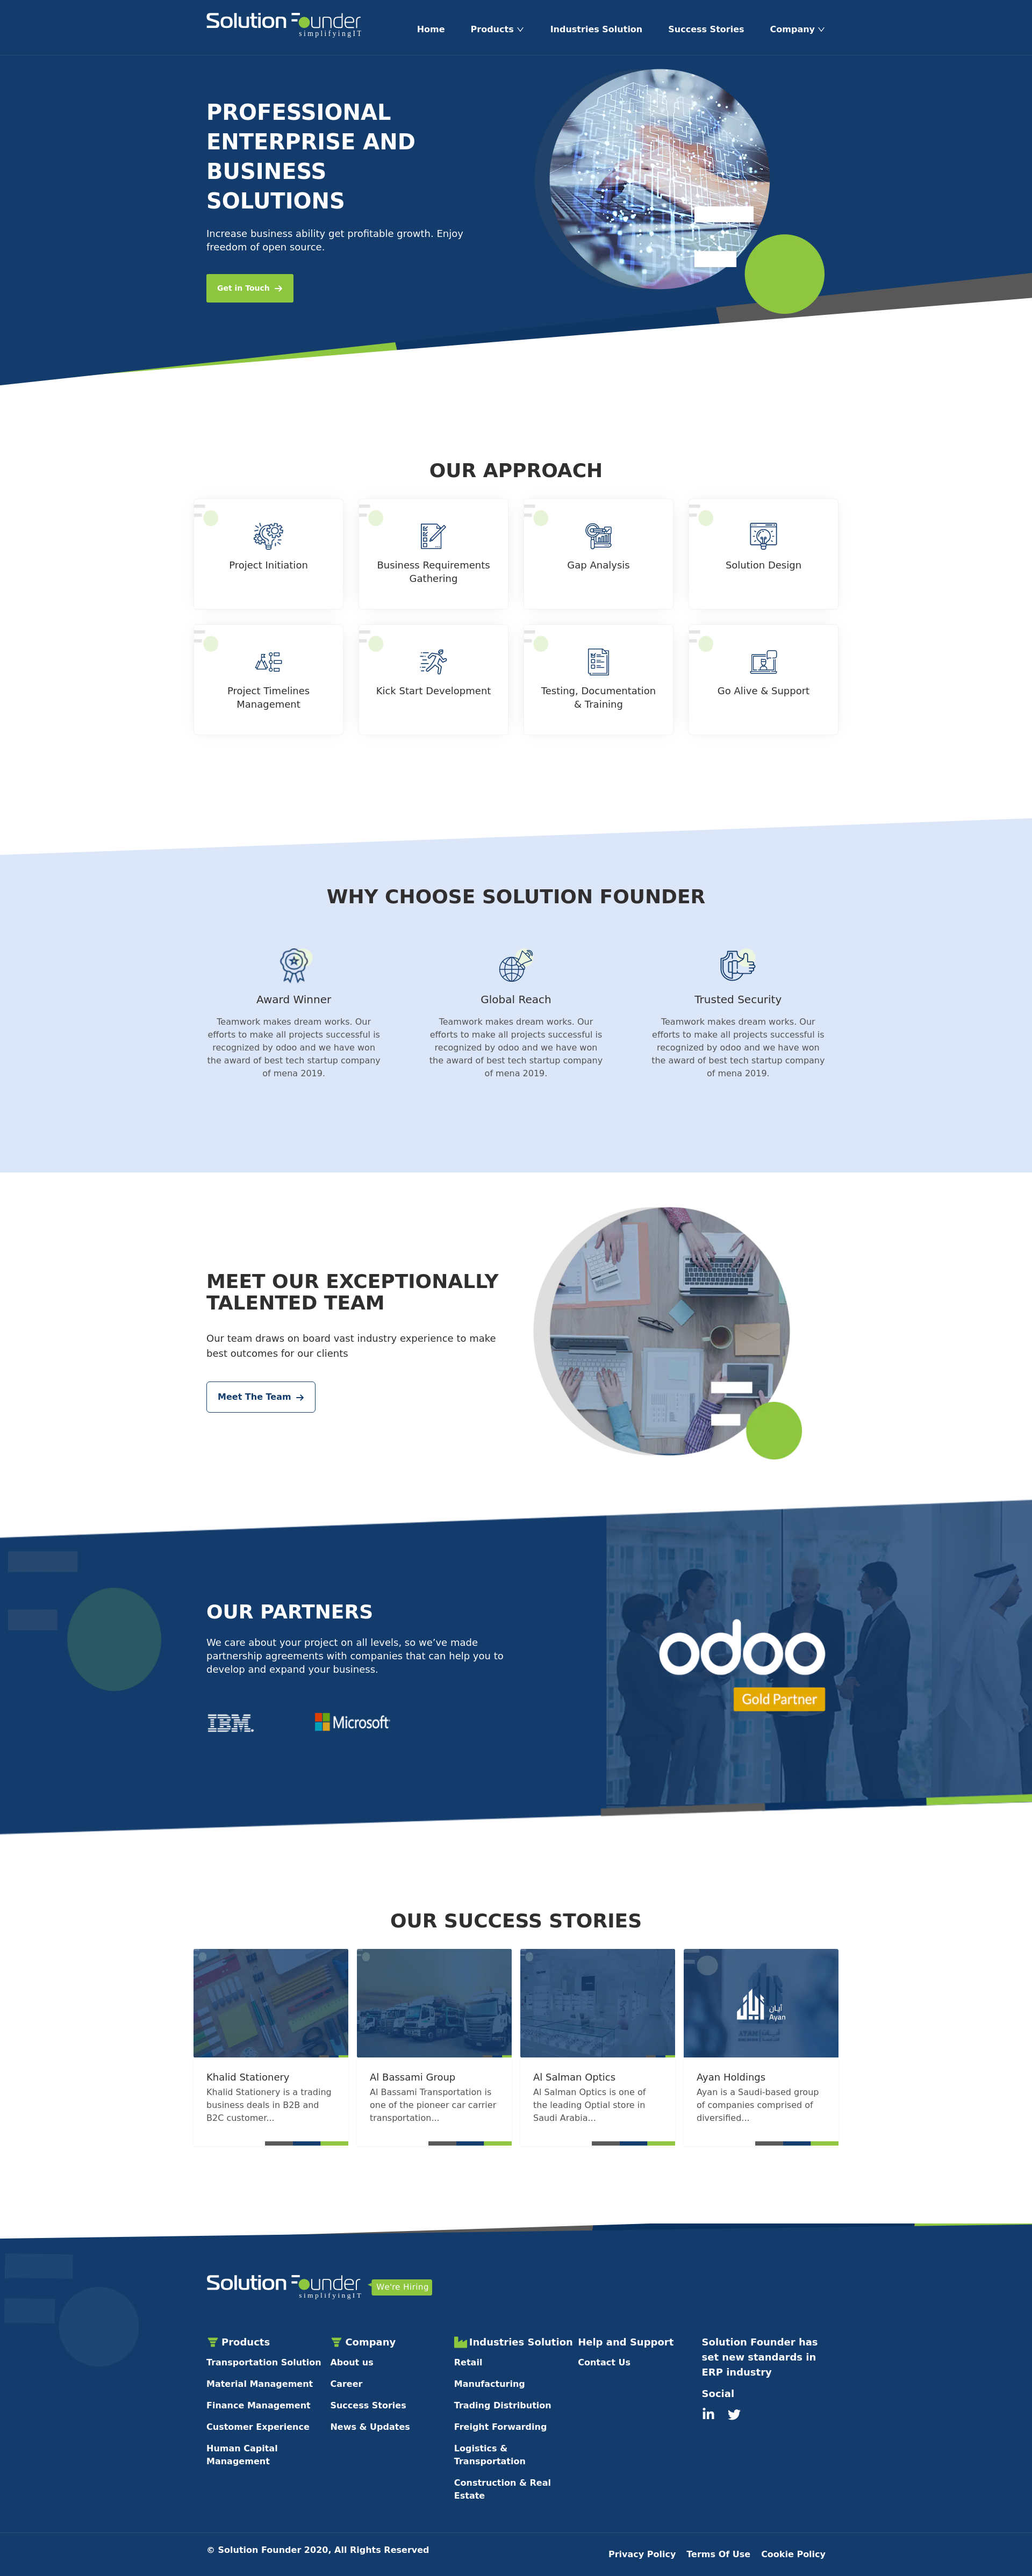 Solution Founder
simplifyingIT
Home
Products
Industries Solution
Success Stories
Company
PROFESSIONAL
ENTERPRISE AND
BUSINESS
SOLUTIONS
Increase business ability get profitable growth. Enjoy
freedom of open source.
Get in Touch
OUR APPROACH
Project Initiation
Business Requirements
Gathering
Gap Analysis
Solution Design
Project Timelines
Management
Kick Start Development
Testing, Documentation
& Training
Go Alive & Support
WHY CHOOSE SOLUTION FOUNDER
Award Winner
Teamwork makes dream works. Our
efforts to make all projects successful is
recognized by odoo and we have won
the award of best tech startup company
of mena 2019.
Global Reach
Teamwork makes dream works. Our
efforts to make all projects successful is
recognized by odoo and we have won
the award of best tech startup company
of mena 2019.
Trusted Security
Teamwork makes dream works. Our
efforts to make all projects successful is
recognized by odoo and we have won
the award of best tech startup company
of mena 2019.
MEET OUR EXCEPTIONALLY
TALENTED TEAM
Our team draws on board vast industry experience to make
best outcomes for our clients
Meet The Team
OUR PARTNERS
We care about your project on all levels, so we’ve made
partnership agreements with companies that can help you to
develop and expand your business.
IBM
Microsoft
odoo
Gold Partner
OUR SUCCESS STORIES
Khalid Stationery
Khalid Stationery is a trading
business deals in B2B and
B2C customer...
Al Bassami Group
Al Bassami Transportation is
one of the pioneer car carrier
transportation...
Al Salman Optics
Al Salman Optics is one of
the leading Optial store in
Saudi Arabia...
أيان
Ayan
Ayan Holdings
Ayan is a Saudi-based group
of companies comprised of
diversified...
Solution Founder
simplifyingIT
We're Hiring
Products
Transportation Solution
Material Management
Finance Management
Customer Experience
Human Capital
Management
Company
About us
Career
Success Stories
News & Updates
Industries Solution
Retail
Manufacturing
Trading Distribution
Freight Forwarding
Logistics &
Transportation
Construction & Real
Estate
Help and Support
Contact Us
Solution Founder has
set new standards in
ERP industry
Social
© Solution Founder 2020, All Rights Reserved
Privacy Policy
Terms Of Use
Cookie Policy